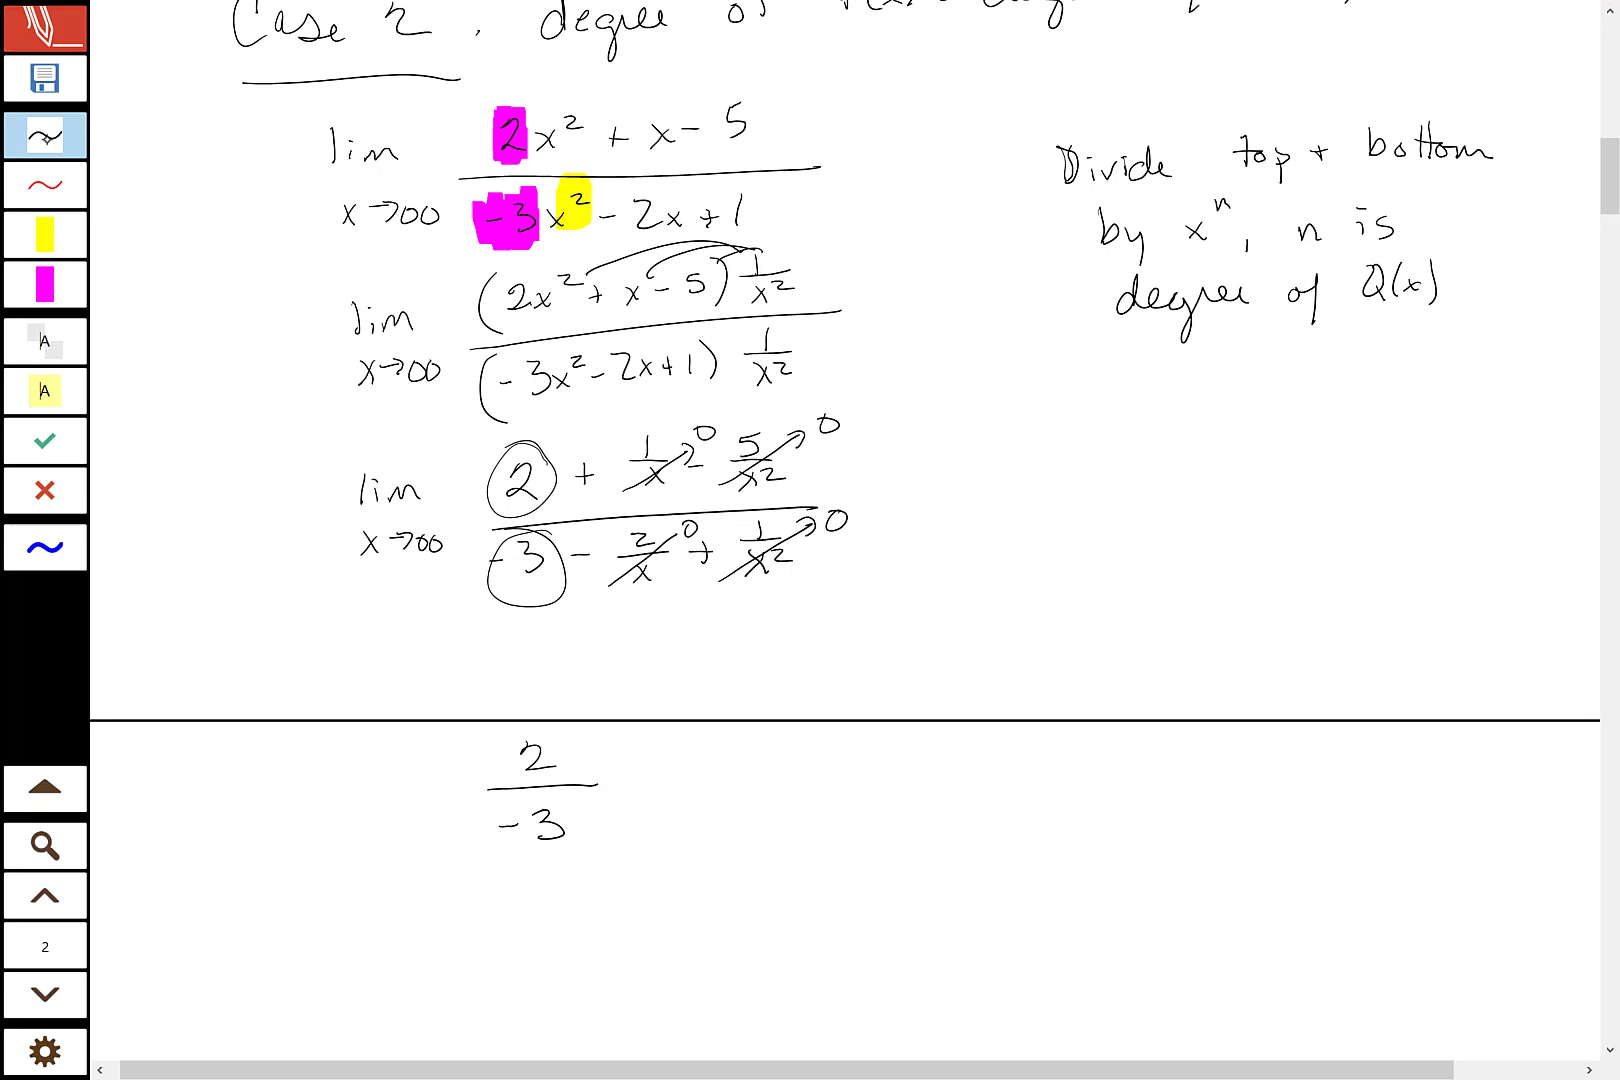 Case 2. degree of
lim x→∞ (2x² + x - 5) / (-3x² - 2x + 1)
Divide top + bottom
by xⁿ, n is
degree of Q(x)
lim x→∞ (2x² + x - 5) 1/x² / (-3x² - 2x + 1) 1/x²
lim x→∞ (2 + 1/x → 0 - 5/x² → 0) / (-3 - 2/x → 0 + 1/x² → 0)
2 / -3
A
A
2